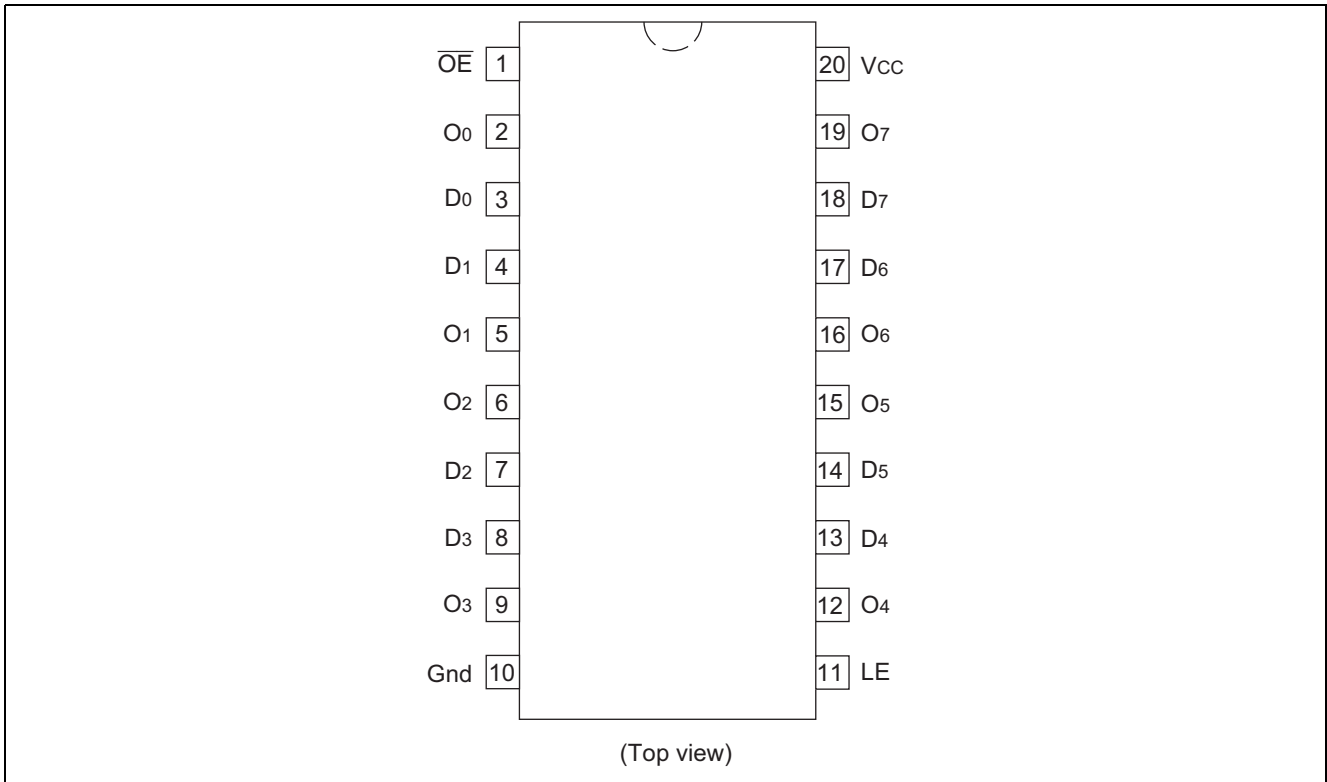 O̅E̅ 1 20 VCC
O0 2 19 O7
D0 3 18 D7
D1 4 17 D6
O1 5 16 O6
O2 6 15 O5
D2 7 14 D5
D3 8 13 D4
O3 9 12 O4
Gnd 10 11 LE
(Top view)